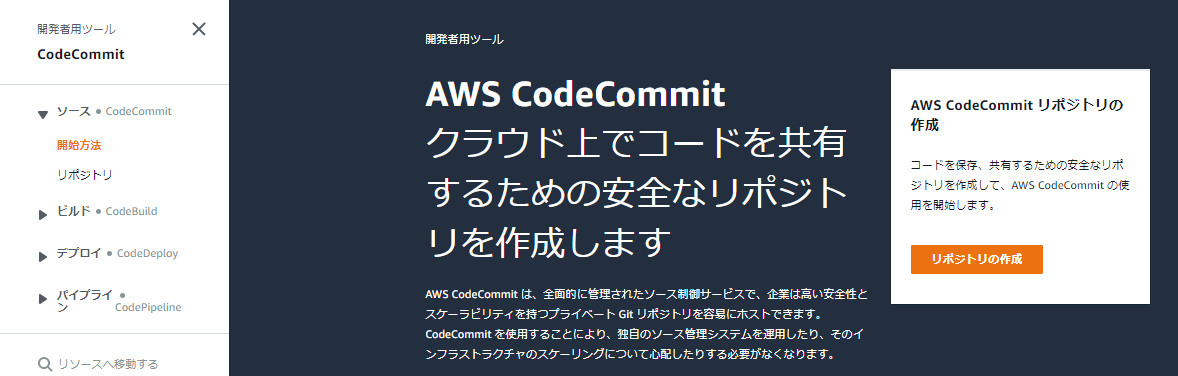 開発者用ツール
CodeCommit
ソース • CodeCommit
開始方法
リポジトリ
ビルド • CodeBuild
デプロイ • CodeDeploy
パイプライン • CodePipeline
リソースへ移動する
開発者用ツール
AWS CodeCommit
クラウド上でコードを共有
するための安全なリポジト
リを作成します
AWS CodeCommit は、全面的に管理されたソース制御サービスで、企業は高い安全性と
スケーラビリティを持つプライベート Git リポジトリを容易にホストできます。
CodeCommit を使用することにより、独自のソース管理システムを運用したり、そのイ
ンフラストラクチャのスケーリングについて心配したりする必要がなくなります。
AWS CodeCommit リポジトリの
作成
コードを保存、共有するための安全なリポ
ジトリを作成して、AWS CodeCommit の使
用を開始します。
リポジトリの作成